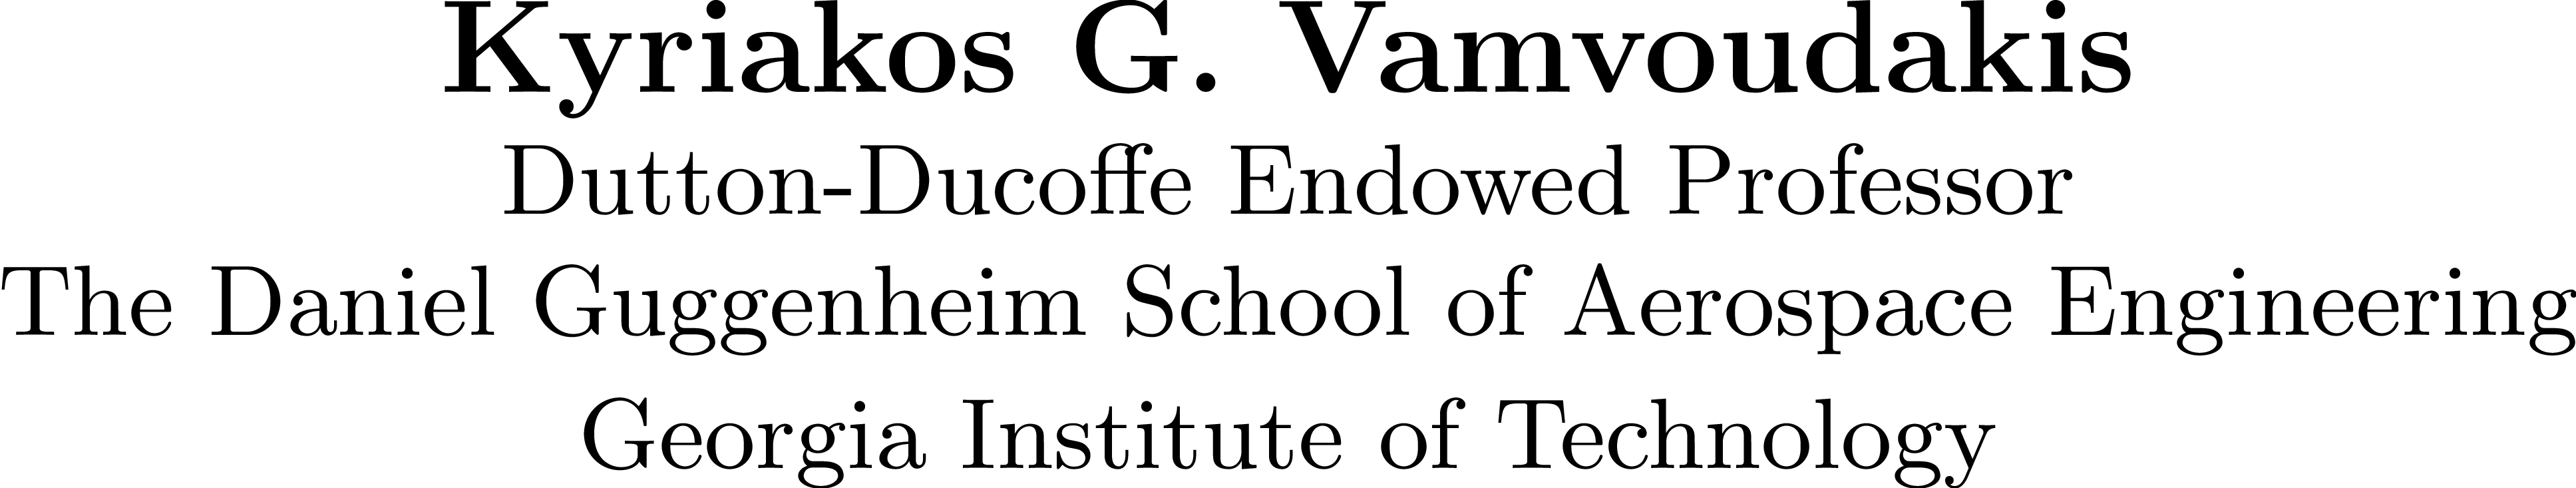 Kyriakos G. Vamvoudakis
Dutton-Ducoffe Endowed Professor
The Daniel Guggenheim School of Aerospace Engineering
Georgia Institute of Technology